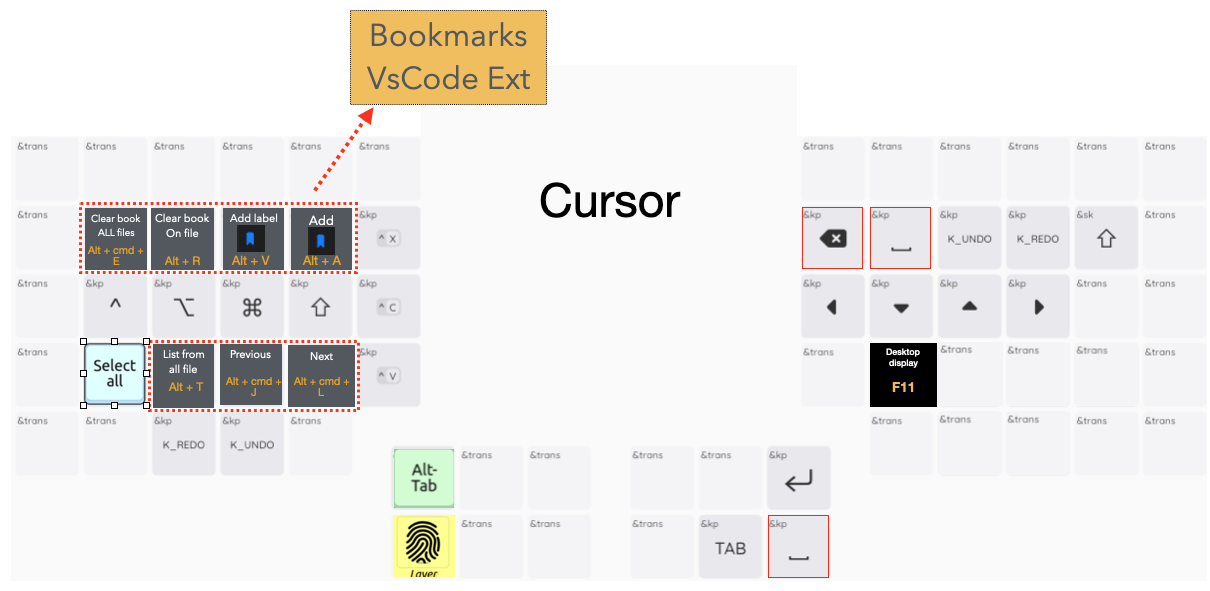 Bookmarks
VsCode Ext
Cursor
&trans &trans &trans &trans &trans &trans
&trans &trans &trans &trans &trans &trans
&trans
Clear book
ALL files
Alt + cmd +
E
Clear book
On file
Alt + R
Add label
Alt + V
Add
Alt + A
&kp
^ X
&kp
&kp
&kp
K_UNDO
&kp
K_REDO
&sk
&trans
&trans
&kp
^
&kp
⌥
&kp
⌘
&kp
⇧
&kp
^ C
&kp
&kp
&kp
&kp
&trans
&trans
&trans
Select
all
List from
all file
Alt + T
Previous
Alt + cmd +
J
Next
Alt + cmd +
L
&kp
^ V
&trans
Desktop
display
F11
&trans
&trans
&trans
&trans
&trans
&trans
&kp
K_REDO
&kp
K_UNDO
&trans
&trans &trans &trans &trans &trans
Alt-
Tab
&trans
&trans
&trans
&trans
&kp
Layer
&trans
&trans
&trans
&kp
TAB
&kp